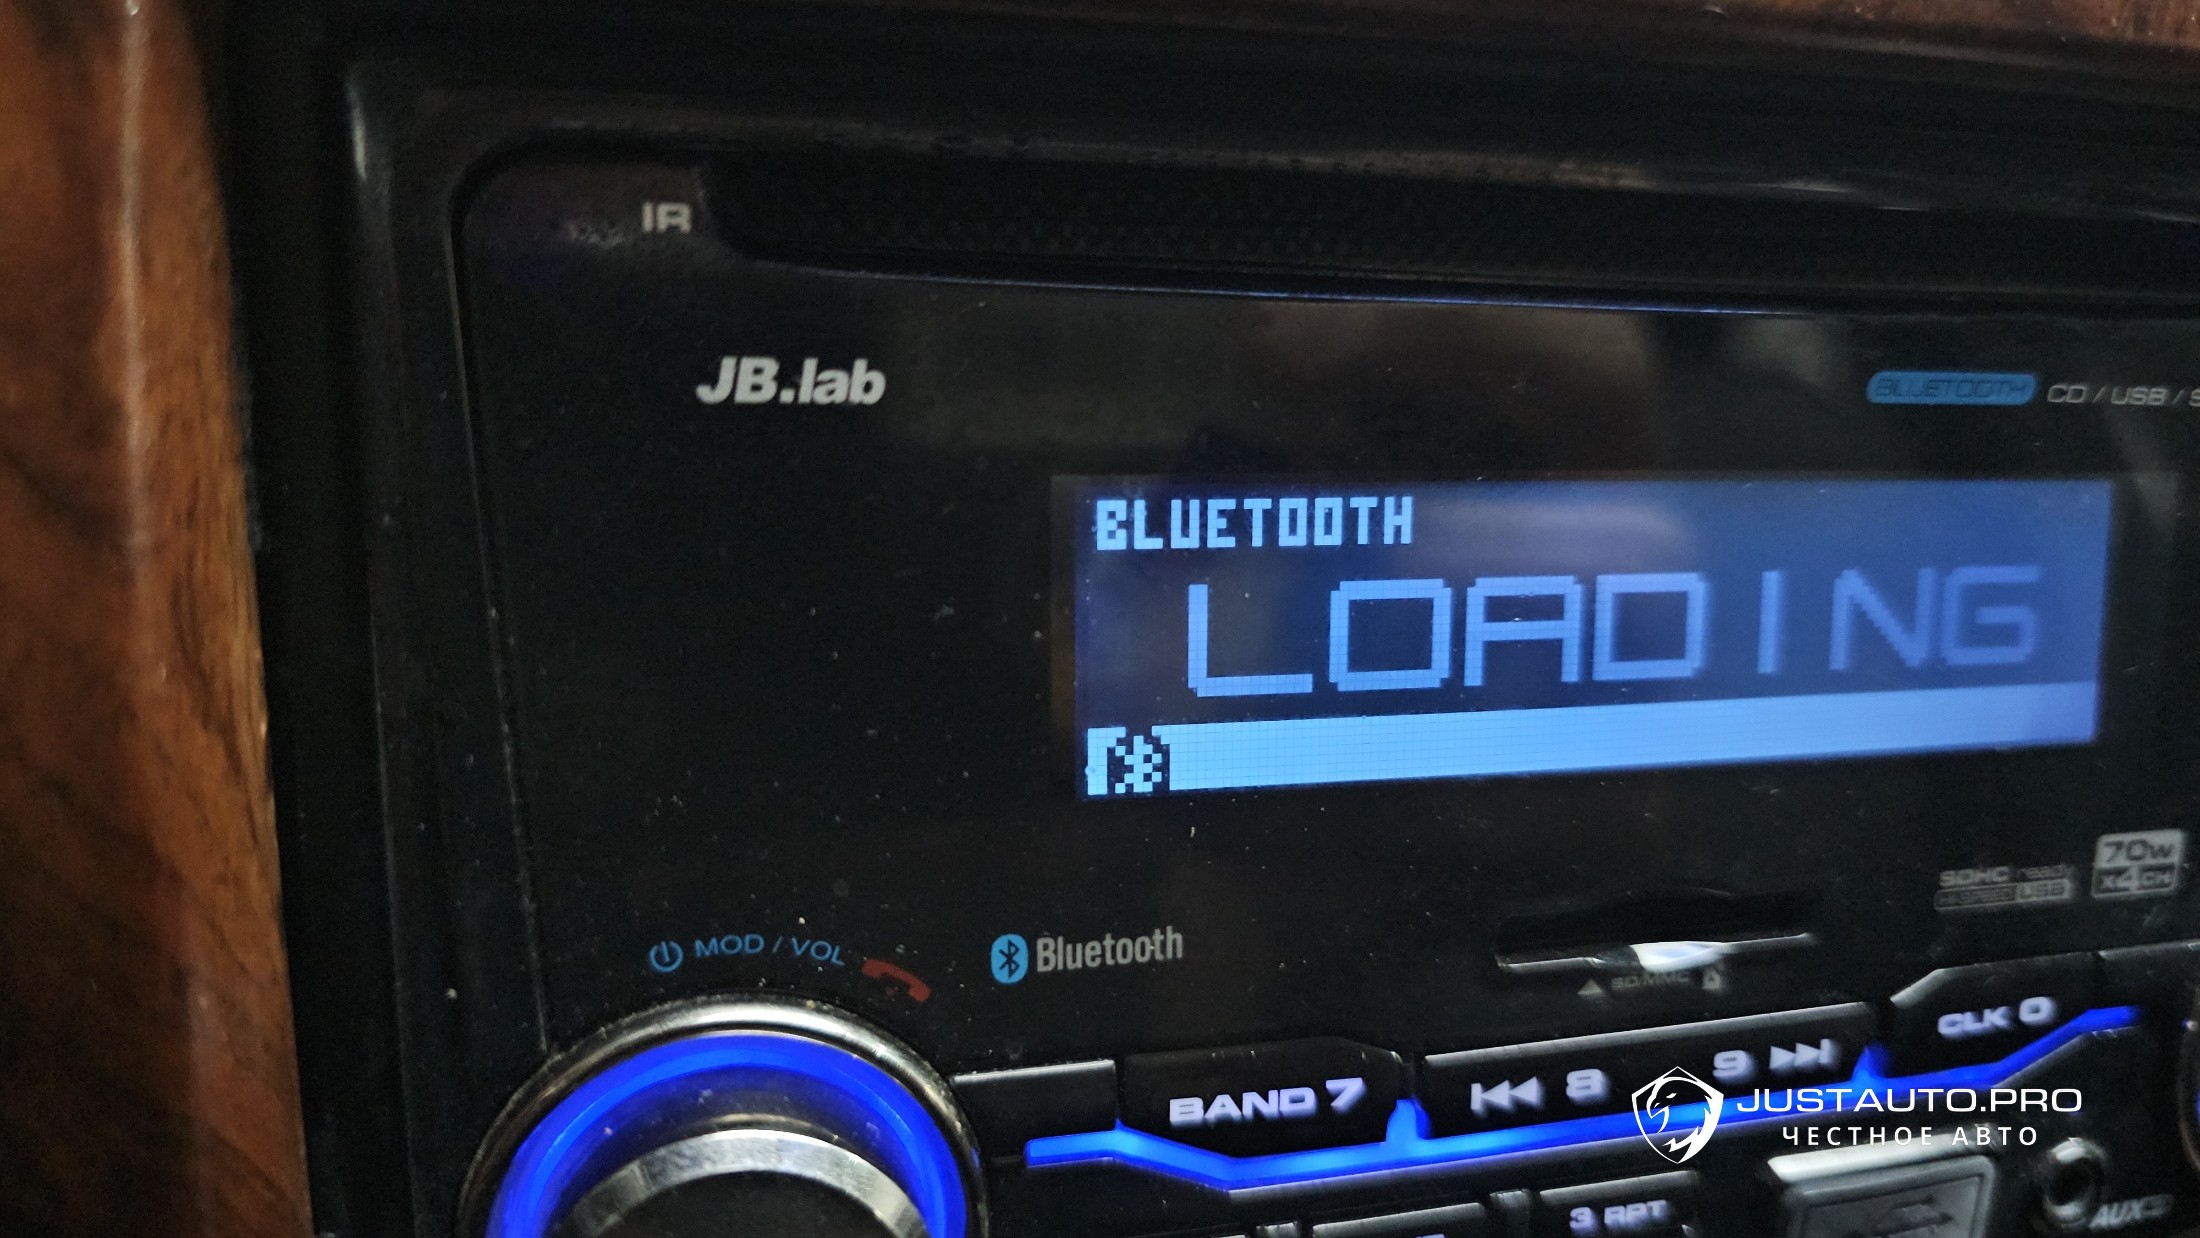 IR
JB.lab
BLUETOOTH CD / USB /
BLUETOOTH
LOADING
70W
X4CH
SDHC ready
USB
MOD / VOL
Bluetooth
SD/MMC
BAND 7
8
9
CLK 0
JUSTAUTO.PRO
ЧЕСТНОЕ АВТО
3 RPT
AUX